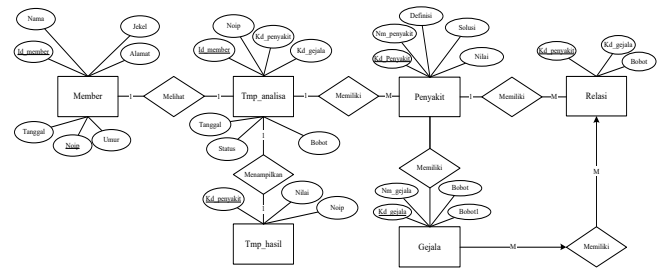 Nama
Jekel
Id_member
Alamat
Member
Tanggal
Noip
Umur
1
Melihat
1
Noip
Id_member
Kd_penyakit
Kd_gejala
Tmp_analisa
Tanggal
Status
Bobot
1
Menampilkan
1
Kd_penyakit
Nilai
Noip
Tmp_hasil
1
Memiliki
M
Definisi
Nm_penyakit
Solusi
Kd_Penyakit
Nilai
Penyakit
1
Memiliki
M
Kd_penyakit
Kd_gejala
Bobot
Relasi
Memiliki
Nm_gejala
Bobot
Kd_gejala
Bobot1
Gejala
M
Memiliki
M